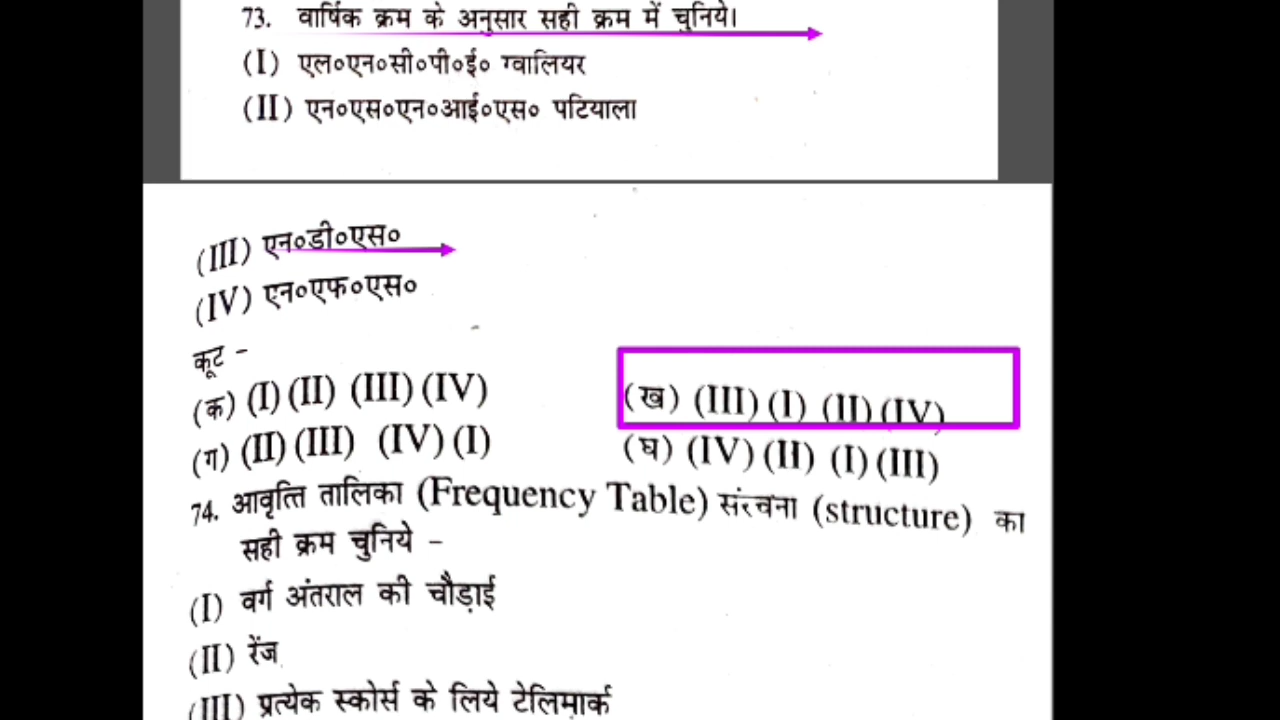 73. वार्षिक क्रम के अनुसार सही क्रम में चुनिये।
(I) एल०एन०सी०पी०ई० ग्वालियर
(II) एन०एस०एन०आई०एस० पटियाला
(III) एन०डी०एस०
(IV) एन०एफ०एस०
कूट -
(क) (I) (II) (III) (IV) (ख) (III) (I) (II) (IV)
(ग) (II) (III) (IV) (I) (घ) (IV) (II) (I) (III)
74. आवृत्ति तालिका (Frequency Table) संरचना (structure) का
सही क्रम चुनिये -
(I) वर्ग अंतराल की चौड़ाई
(II) रेंज
(III) प्रत्येक स्कोर्स के लिये टेलिमार्क